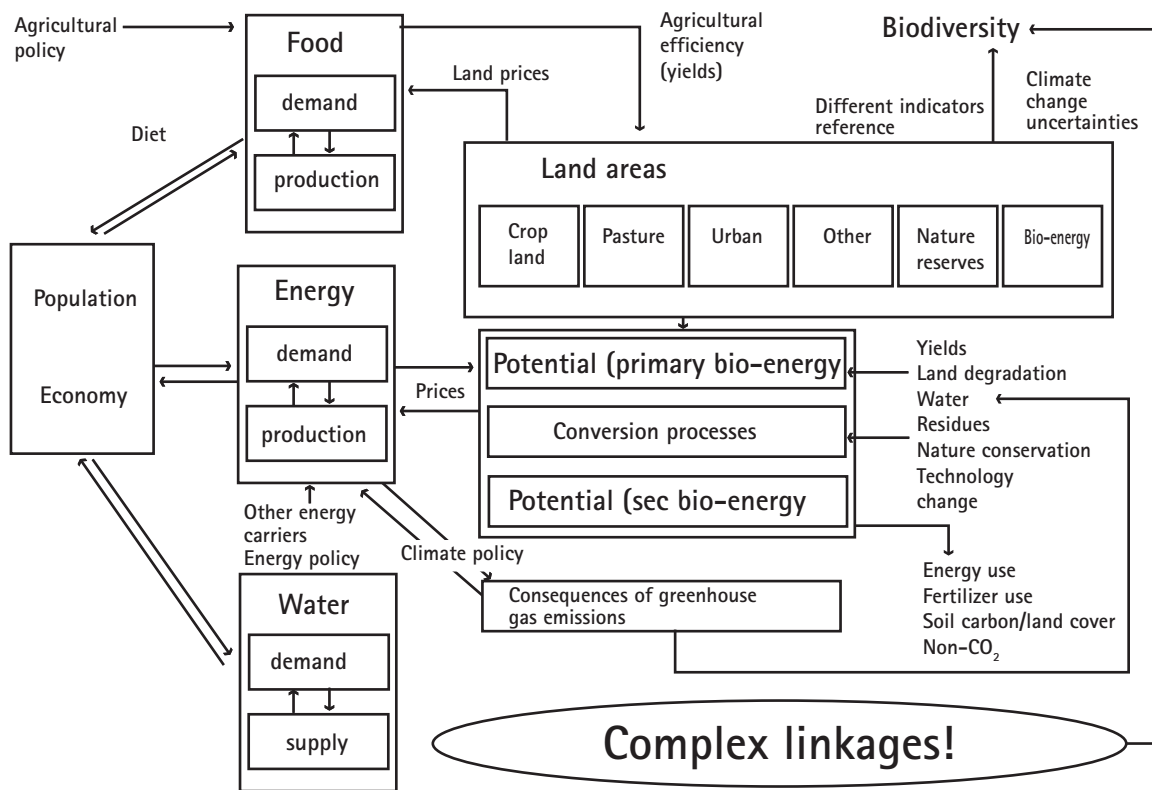 Agricultural
policy
Food
demand
production
Diet
Land prices
Agricultural
efficiency
(yields)
Biodiversity
Different indicators
reference
Climate
change
uncertainties
Land areas
Crop
land
Pasture
Urban
Other
Nature
reserves
Bio-energy
Population
Economy
Energy
demand
production
Prices
Potential (primary bio-energy
Conversion processes
Potential (sec bio-energy
Yields
Land degradation
Water
Residues
Nature conservation
Technology
change
Other energy
carriers
Energy policy
Climate policy
Consequences of greenhouse
gas emissions
Energy use
Fertilizer use
Soil carbon/land cover
Non-CO₂
Water
demand
supply
Complex linkages!